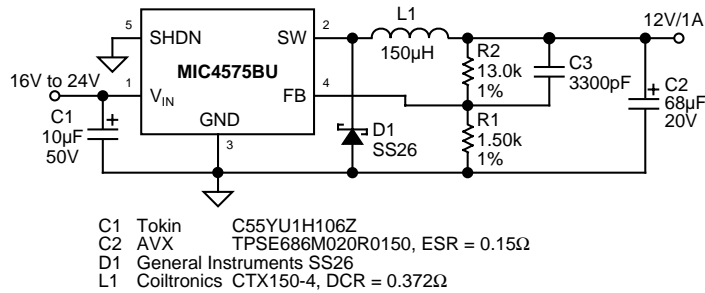 12V/1A
5
SHDN
SW
2
L1
150µH
R2
13.0k
1%
C3
3300pF
C2
68µF
20V
+
MIC4575BU
16V to 24V
1
VIN
FB
4
C1
10µF
50V
+
GND
3
D1
SS26
R1
1.50k
1%
C1 Tokin C55YU1H106Z
C2 AVX TPSE686M020R0150, ESR = 0.15Ω
D1 General Instruments SS26
L1 Coiltronics CTX150-4, DCR = 0.372Ω